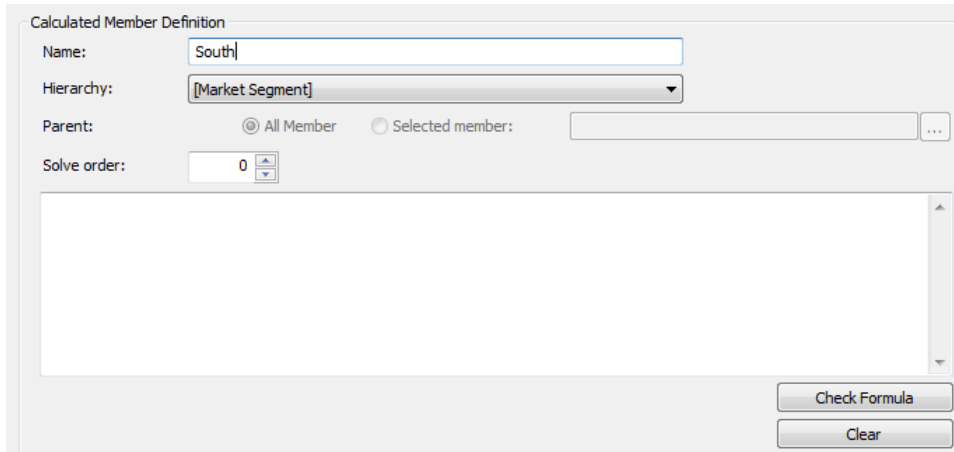 Calculated Member Definition
Name: South
Hierarchy: [Market Segment]
Parent: All Member Selected member: ...
Solve order: 0
Check Formula
Clear